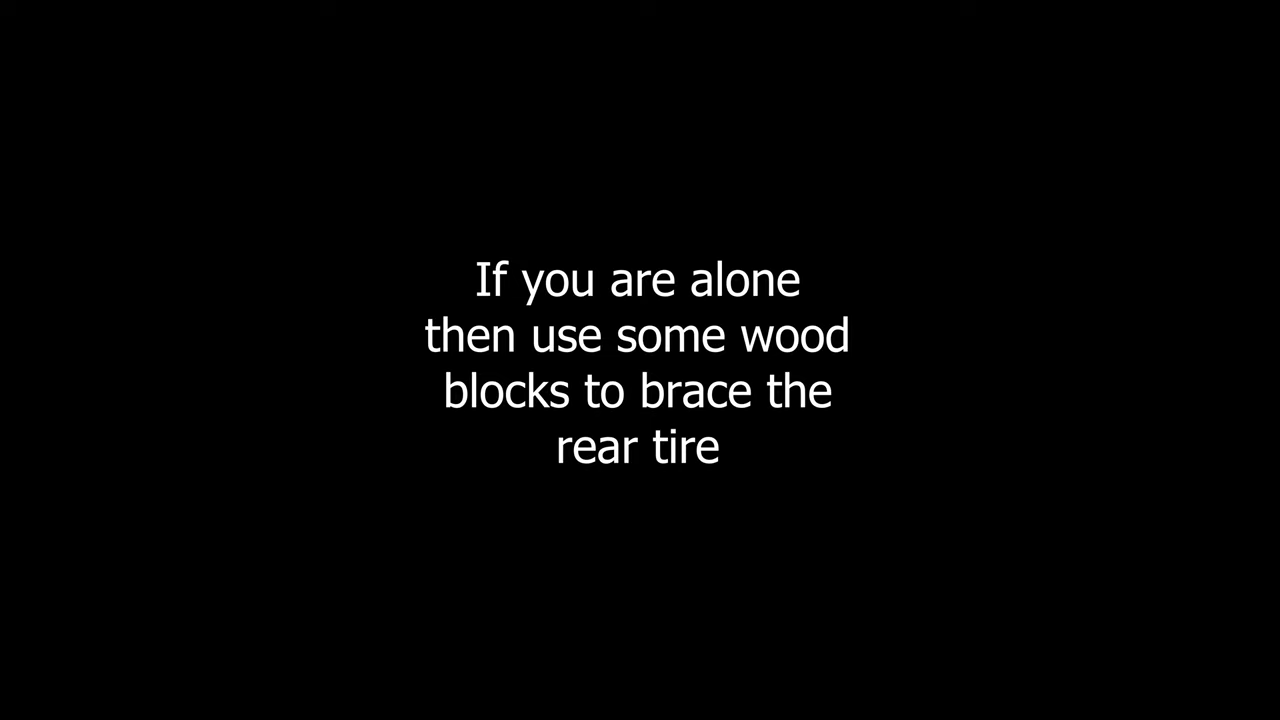 If you are alone
then use some wood
blocks to brace the
rear tire